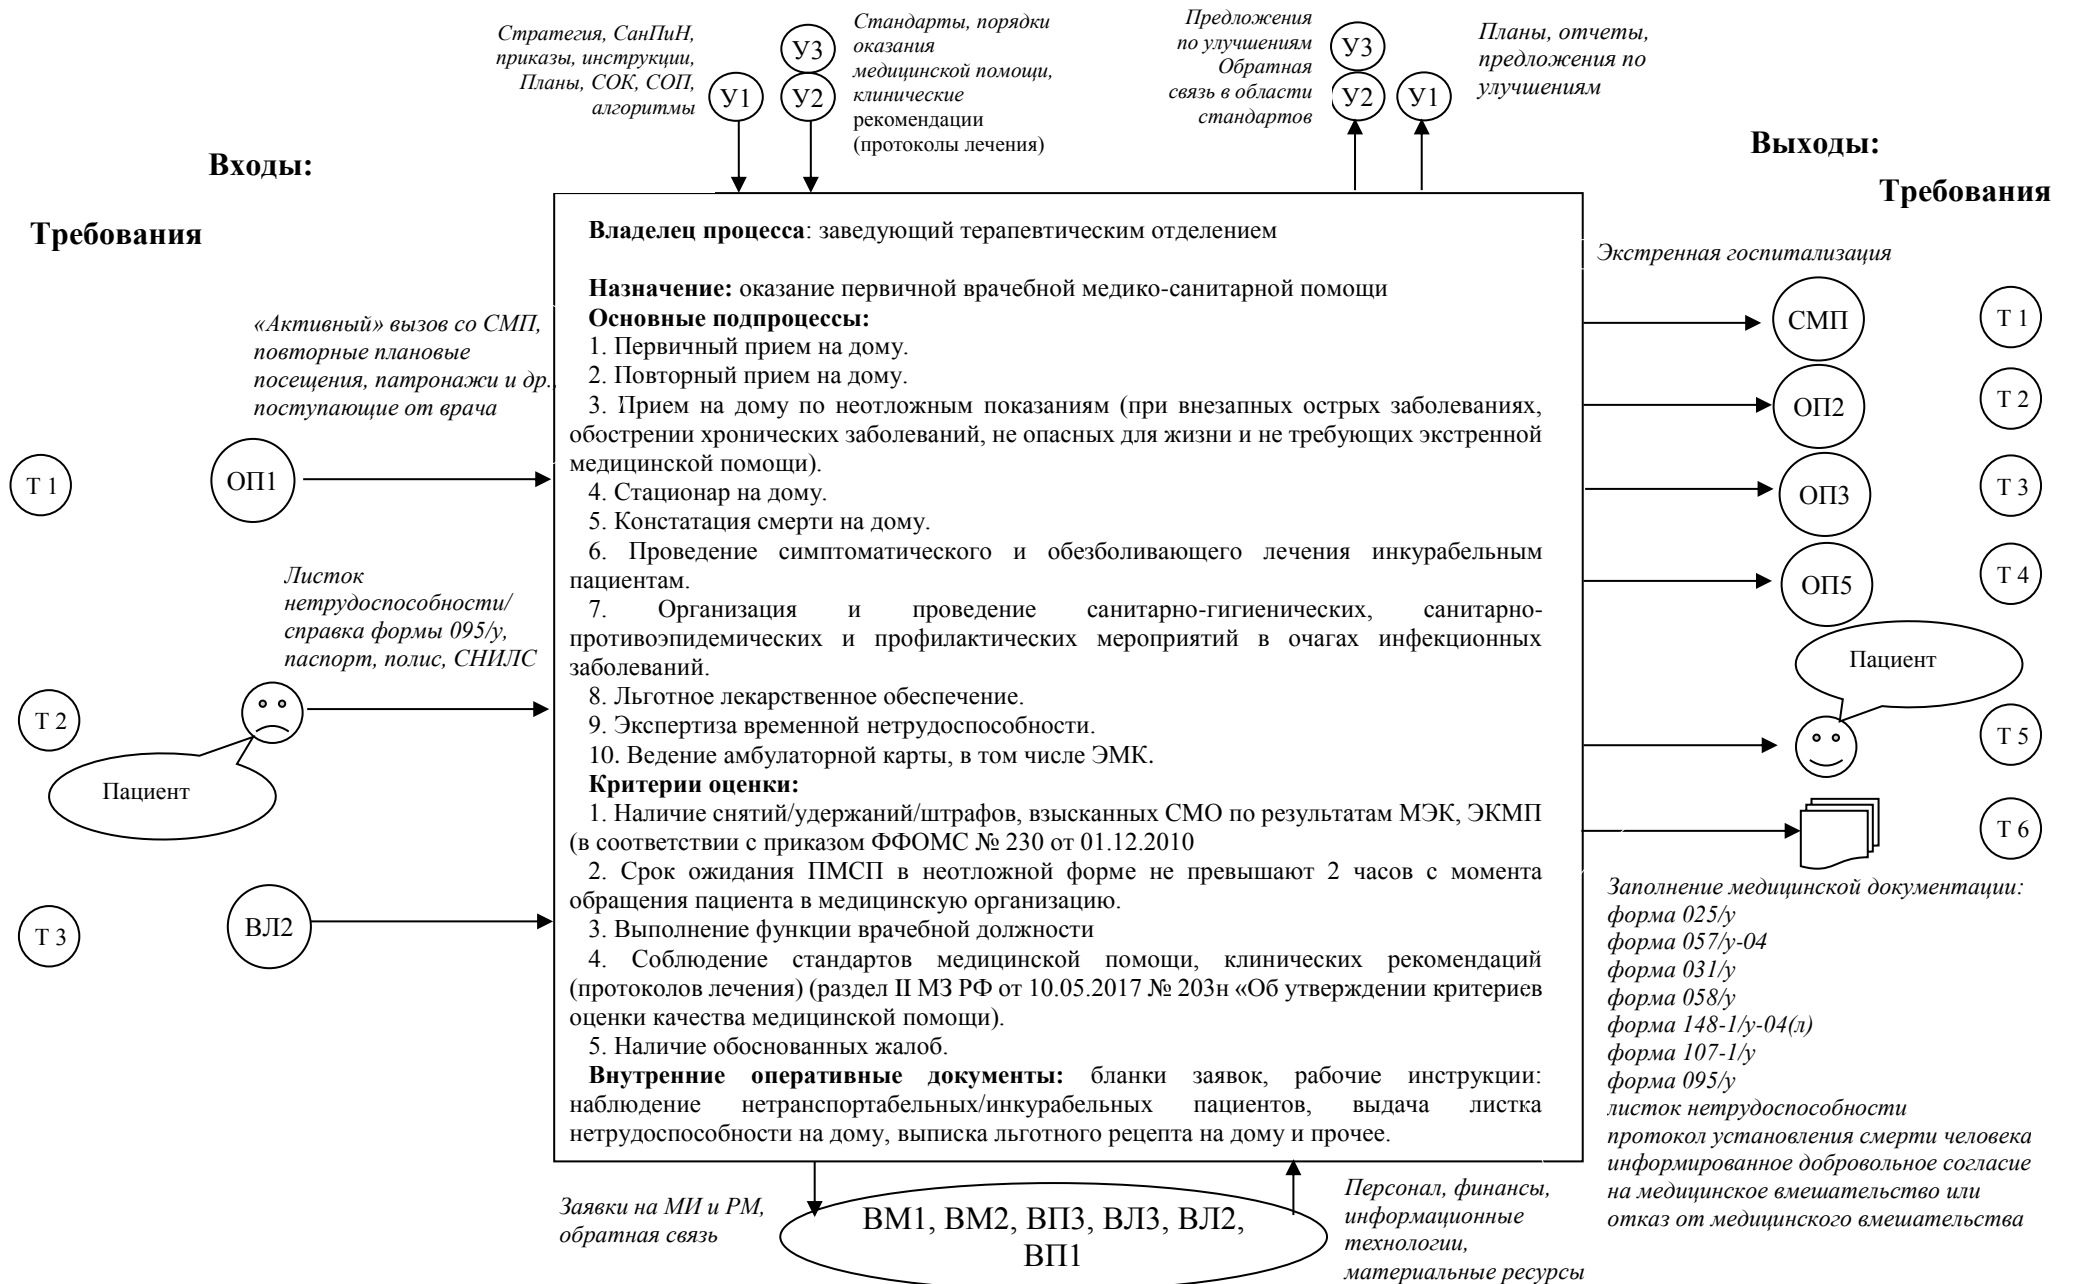 Стратегия, СанПиН,
приказы, инструкции,
Планы, СОК, СОП,
алгоритмы
У1
У3
У2
Стандарты, порядки
оказания
медицинской помощи,
клинические
рекомендации
(протоколы лечения)
Предложения
по улучшениям
Обратная
связь в области
стандартов
У3
У2
У1
Планы, отчеты,
предложения по
улучшениям
Входы:
Требования
Выходы:
Требования
«Активный» вызов со СМП,
повторные плановые
посещения, патронажи и др.,
поступающие от врача
Т 1
ОП1
Листок
нетрудоспособности/
справка формы 095/у,
паспорт, полис, СНИЛС
Т 2
Пациент
Т 3
ВЛ2
Владелец процесса: заведующий терапевтическим отделением
Назначение: оказание первичной врачебной медико-санитарной помощи
Основные подпроцессы:
1. Первичный прием на дому.
2. Повторный прием на дому.
3. Прием на дому по неотложным показаниям (при внезапных острых заболеваниях,
обострении хронических заболеваний, не опасных для жизни и не требующих экстренной
медицинской помощи).
4. Стационар на дому.
5. Констатация смерти на дому.
6. Проведение симптоматического и обезболивающего лечения инкурабельным
пациентам.
7. Организация и проведение санитарно-гигиенических, санитарно-
противоэпидемических и профилактических мероприятий в очагах инфекционных
заболеваний.
8. Льготное лекарственное обеспечение.
9. Экспертиза временной нетрудоспособности.
10. Ведение амбулаторной карты, в том числе ЭМК.
Критерии оценки:
1. Наличие снятий/удержаний/штрафов, взысканных СМО по результатам МЭК, ЭКМП
(в соответствии с приказом ФФОМС № 230 от 01.12.2010
2. Срок ожидания ПМСП в неотложной форме не превышают 2 часов с момента
обращения пациента в медицинскую организацию.
3. Выполнение функции врачебной должности
4. Соблюдение стандартов медицинской помощи, клинических рекомендаций
(протоколов лечения) (раздел II МЗ РФ от 10.05.2017 № 203н «Об утверждении критериев
оценки качества медицинской помощи).
5. Наличие обоснованных жалоб.
Внутренние оперативные документы: бланки заявок, рабочие инструкции:
наблюдение нетранспортабельных/инкурабельных пациентов, выдача листка
нетрудоспособности на дому, выписка льготного рецепта на дому и прочее.
Экстренная госпитализация
СМП
Т 1
ОП2
Т 2
ОП3
Т 3
ОП5
Т 4
Пациент
Т 5
Т 6
Заполнение медицинской документации:
форма 025/у
форма 057/у-04
форма 031/у
форма 058/у
форма 148-1/у-04(л)
форма 107-1/у
форма 095/у
листок нетрудоспособности
протокол установления смерти человека
информированное добровольное согласие
на медицинское вмешательство или
отказ от медицинского вмешательства
Заявки на МИ и РМ,
обратная связь
ВМ1, ВМ2, ВП3, ВЛ3, ВЛ2,
ВП1
Персонал, финансы,
информационные
технологии,
материальные ресурсы